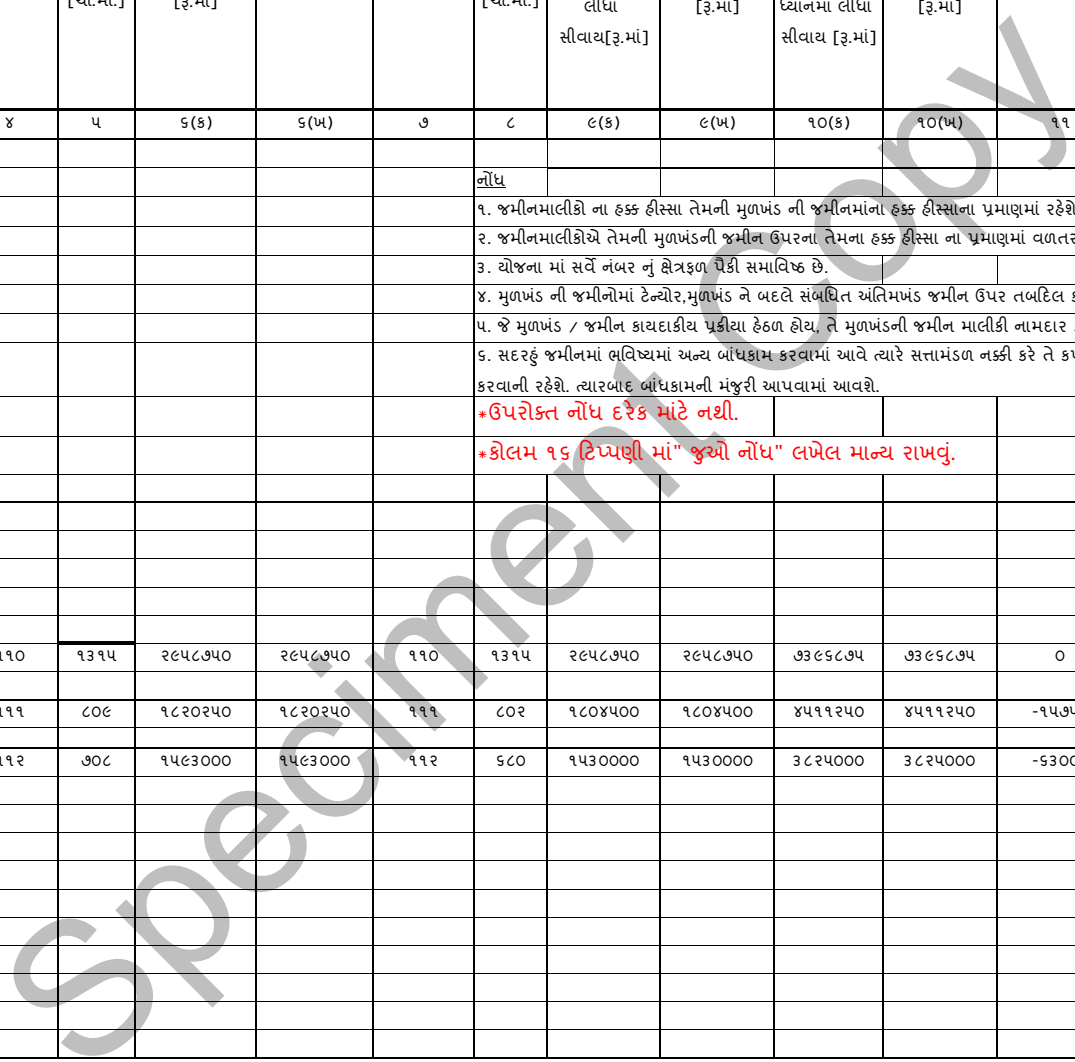 [ચો.મી.] [રૂ.માં] [ચો.મી.] લીધા [રૂ.માં] ધ્યાનમાં લીધા [રૂ.માં]
સીવાય[રૂ.માં] સીવાય [રૂ.માં]
૪ ૫ ૬(ક) ૬(ખ) ૭ ૮ ૯(ક) ૯(ખ) ૧૦(ક) ૧૦(ખ) ૧૧
નોંધ
૧. જમીનમાલીકો ના હક્ક હીસ્સા તેમની મુળખંડ ની જમીનમાંના હક્ક હીસ્સાના પ્રમાણમાં રહેશે
૨. જમીનમાલીકોએ તેમની મુળખંડની જમીન ઉપરના તેમના હક્ક હીસ્સા ના પ્રમાણમાં વળતર
૩. યોજના માં સર્વે નંબર નું ક્ષેત્રફળ પૈકી સમાવિષ્ઠ છે.
૪. મુળખંડ ની જમીનોમાં ટેન્યોર,મુળખંડ ને બદલે સંબધિત અંતિમખંડ જમીન ઉપર તબદિલ
૫. જે મુળખંડ / જમીન કાયદાકીય પ્રકીયા હેઠળ હોય, તે મુળખંડની જમીન માલીકી નામદાર
૬. સદરહું જમીનમાં ભવિષ્યમાં અન્ય બાંધકામ કરવામાં આવે ત્યારે સત્તામંડળ નક્કી કરે તે
કરવાની રહેશે. ત્યારબાદ બાંધકામની મંજુરી આપવામાં આવશે.
*ઉપરોક્ત નોંધ દરેક માંટે નથી.
*કોલમ ૧૬ ટિપ્પણી માં" જુઓ નોંધ" લખેલ માન્ય રાખવું.
૧૧૦ ૧૩૧૫ ૨૯૫૮૭૫૦ ૨૯૫૮૭૫૦ ૧૧૦ ૧૩૧૫ ૨૯૫૮૭૫૦ ૨૯૫૮૭૫૦ ૭૩૯૬૮૭૫ ૭૩૯૬૮૭૫ ૦
૧૧૧ ૮૦૯ ૧૮૨૦૨૫૦ ૧૮૨૦૨૫૦ ૧૧૧ ૮૦૨ ૧૮૦૪૫૦૦ ૧૮૦૪૫૦૦ ૪૫૧૧૨૫૦ ૪૫૧૧૨૫૦ -૧૫૭૫
૧૧૨ ૭૦૮ ૧૫૯૩૦૦૦ ૧૫૯૩૦૦૦ ૧૧૨ ૬૮૦ ૧૫૩૦૦૦૦ ૧૫૩૦૦૦૦ ૩૮૨૫૦૦૦ ૩૮૨૫૦૦૦ -૬૩૦૦
Speciment Copy